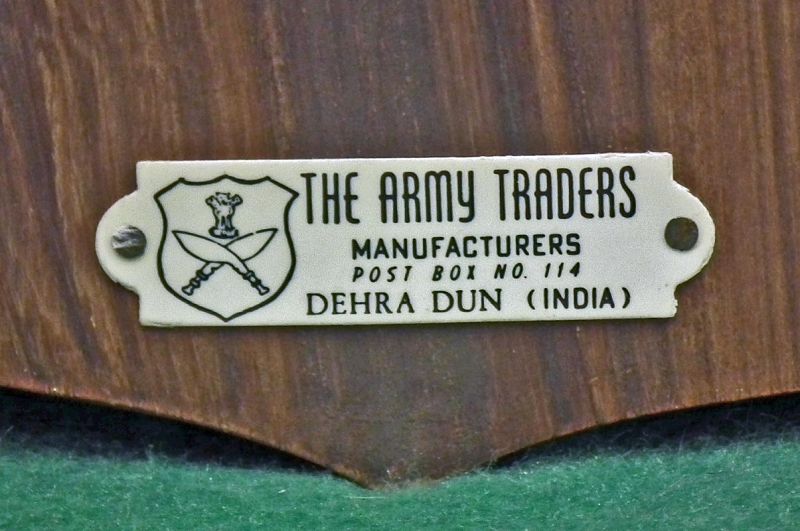 THE ARMY TRADERS
MANUFACTURERS
POST BOX NO. 114
DEHRA DUN (INDIA)